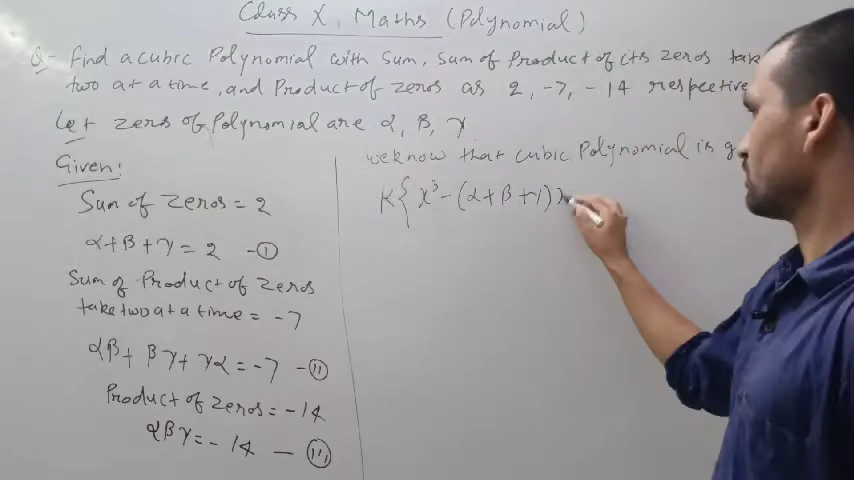 Class X, Maths (Polynomial)
Q- Find a cubic Polynomial with Sum, Sum of Product of its zeros take
two at a time, and Product of zeros as 2, -7, -14 respective
Let zeros of Polynomial are α, β, γ
Given:
Sum of zeros = 2
α+β+γ = 2 -①
Sum of Product of zeros
take two at a time = -7
αβ + βγ + γα = -7 -⑪
Product of zeros = -14
αβγ = -14 - ⑪⑩
we know that cubic Polynomial is g
K{x³-(α+β+γ)x